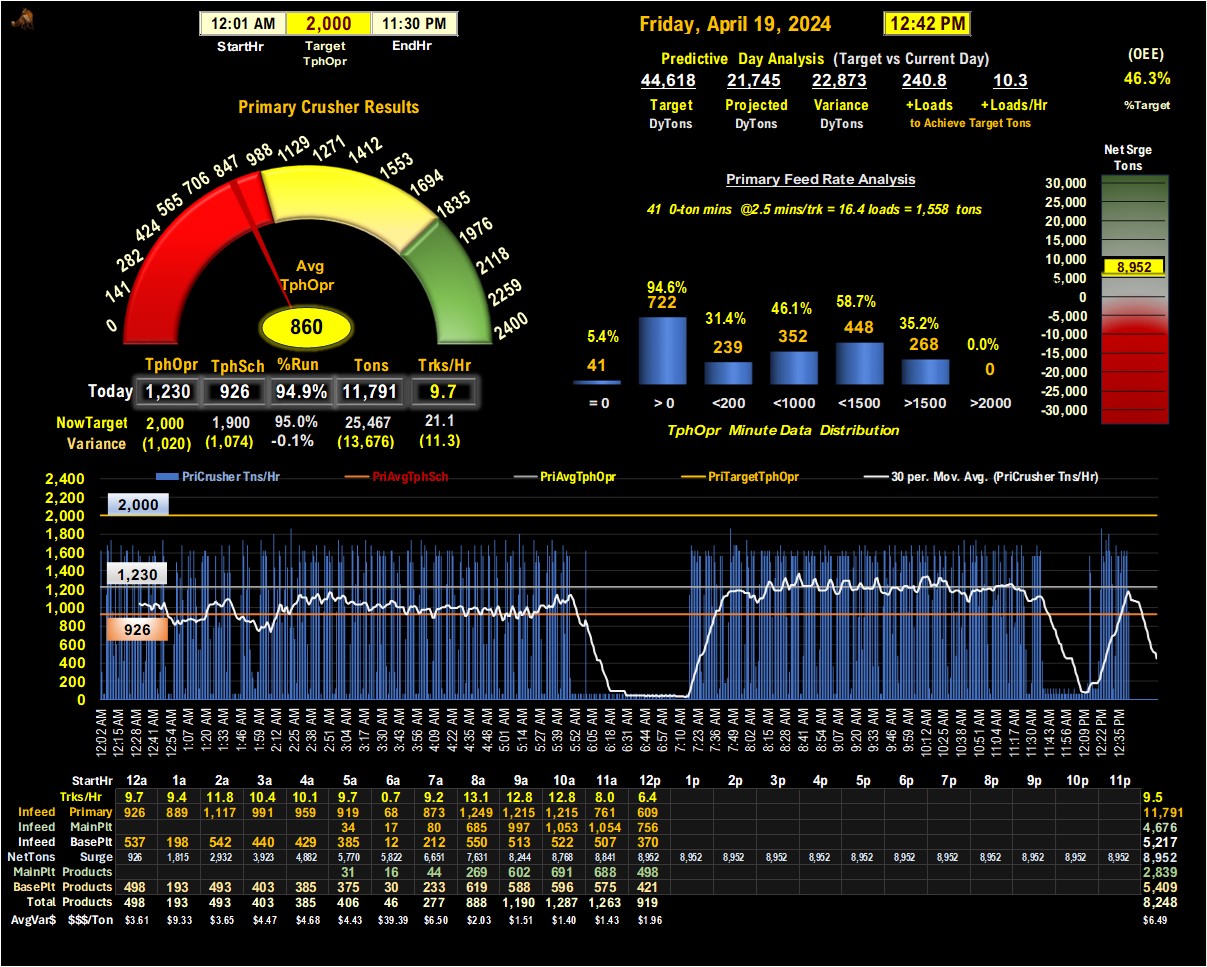 12:01 AM 2,000 11:30 PM
StartHr Target TphOpr EndHr
Friday, April 19, 2024 12:42 PM
Predictive Day Analysis (Target vs Current Day)
44,618 21,745 22,873 240.8 10.3
Target Projected Variance +Loads +Loads/Hr
DyTons DyTons DyTons to Achieve Target Tons
(OEE)
46.3%
%Target
Primary Crusher Results
0 141 282 424 565 706 847 988 1129 1271 1412 1553 1694 1835 1976 2118 2259 2400
Avg
TphOpr
860
TphOpr TphSch %Run Tons Trks/Hr
Today 1,230 926 94.9% 11,791 9.7
NowTarget 2,000 1,900 95.0% 25,467 21.1
Variance (1,020) (1,074) -0.1% (13,676) (11.3)
Primary Feed Rate Analysis
41 0-ton mins @2.5 mins/trk = 16.4 loads = 1,558 tons
5.4% 94.6% 31.4% 46.1% 58.7% 35.2% 0.0%
41 722 239 352 448 268 0
= 0 > 0 <200 <1000 <1500 >1500 >2000
TphOpr Minute Data Distribution
Net Srge
Tons
30,000
25,000
20,000
15,000
10,000
8,952
5,000
0
-5,000
-10,000
-15,000
-20,000
-25,000
-30,000
PriCrusher Tns/Hr PriAvgTphSch PriAvgTphOpr PriTargetTphOpr 30 per. Mov. Avg. (PriCrusher Tns/Hr)
2,400
2,200
2,000
1,800
1,600
1,400
1,200
1,000
800
600
400
200
0
2,000
1,230
926
12:02 AM 12:15 AM 12:28 AM 12:41 AM 12:54 AM 1:07 AM 1:20 AM 1:33 AM 1:46 AM 1:59 AM 2:12 AM 2:25 AM 2:38 AM 2:51 AM 3:04 AM 3:17 AM 3:30 AM 3:43 AM 3:56 AM 4:09 AM 4:22 AM 4:35 AM 4:48 AM 5:01 AM 5:14 AM 5:27 AM 5:39 AM 5:52 AM 6:05 AM 6:18 AM 6:31 AM 6:44 AM 6:57 AM 7:10 AM 7:23 AM 7:36 AM 7:49 AM 8:02 AM 8:15 AM 8:28 AM 8:41 AM 8:54 AM 9:07 AM 9:20 AM 9:33 AM 9:46 AM 9:59 AM 10:12 AM 10:25 AM 10:38 AM 10:51 AM 11:04 AM 11:17 AM 11:30 AM 11:43 AM 11:56 AM 12:09 PM 12:22 PM 12:35 PM
StartHr 12a 1a 2a 3a 4a 5a 6a 7a 8a 9a 10a 11a 12p 1p 2p 3p 4p 5p 6p 7p 8p 9p 10p 11p
Trks/Hr 9.7 9.4 11.8 10.4 10.1 9.7 0.7 9.2 13.1 12.8 12.8 8.0 6.4 9.5
Infeed Primary 926 889 1,117 991 959 919 68 873 1,249 1,215 1,215 761 609 11,791
Infeed MainPlt 34 17 80 685 997 1,053 1,054 756 4,676
Infeed BasePlt 537 198 542 440 429 385 12 212 550 513 522 507 370 5,217
NetTons Surge 926 1,815 2,932 3,923 4,882 5,770 5,822 6,651 7,631 8,244 8,768 8,841 8,952 8,952 8,952 8,952 8,952 8,952 8,952 8,952 8,952 8,952 8,952 8,952 8,952
MainPlt Products 31 16 44 269 602 691 688 498 2,839
BasePlt Products 498 193 493 403 385 375 30 233 619 588 596 575 421 5,409
Total Products 498 193 493 403 385 406 46 277 888 1,190 1,287 1,263 919 8,248
AvgVar$ $$$/Ton $3.61 $9.33 $3.65 $4.47 $4.68 $4.43 $39.39 $6.50 $2.03 $1.51 $1.40 $1.43 $1.96 $6.49